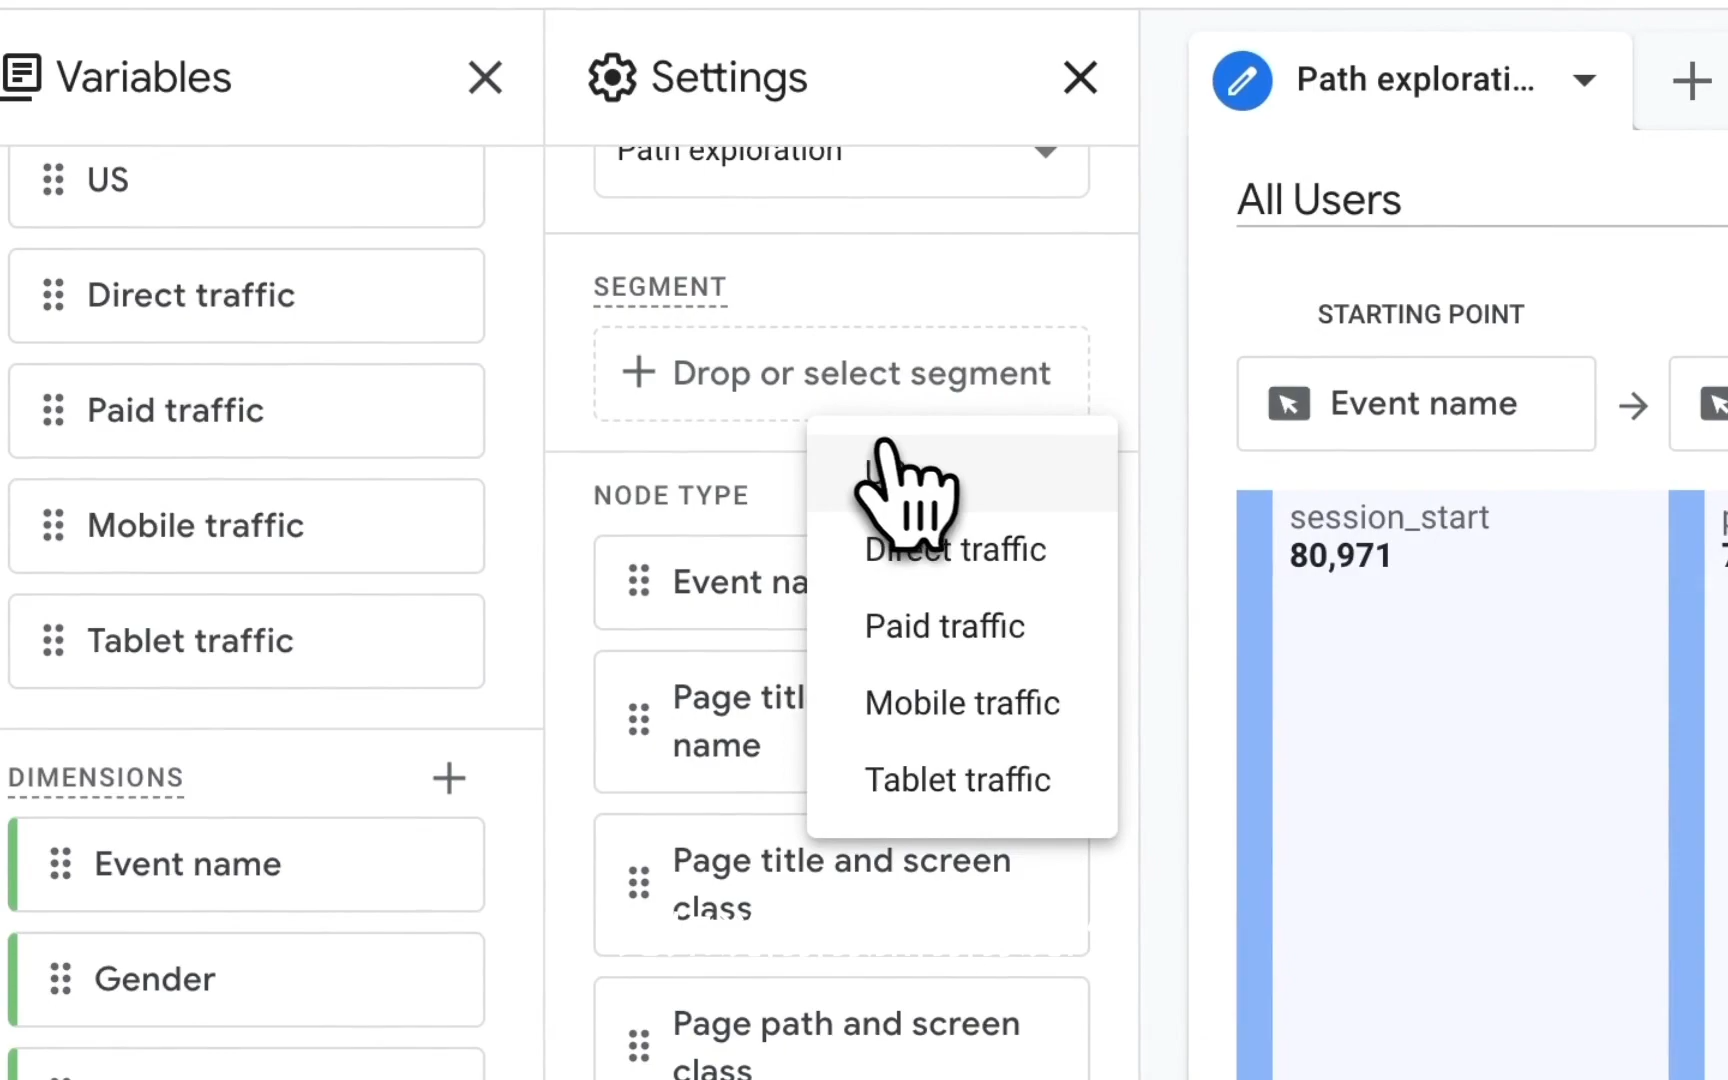 Variables
US
Direct traffic
Paid traffic
Mobile traffic
Tablet traffic
DIMENSIONS
Event name
Gender
Settings
Path exploration
SEGMENT
Drop or select segment
NODE TYPE
Event na
Page titl
name
Page title and screen
class
Page path and screen
class
Direct traffic
Paid traffic
Mobile traffic
Tablet traffic
Path explorati...
All Users
STARTING POINT
Event name
session_start
80,971